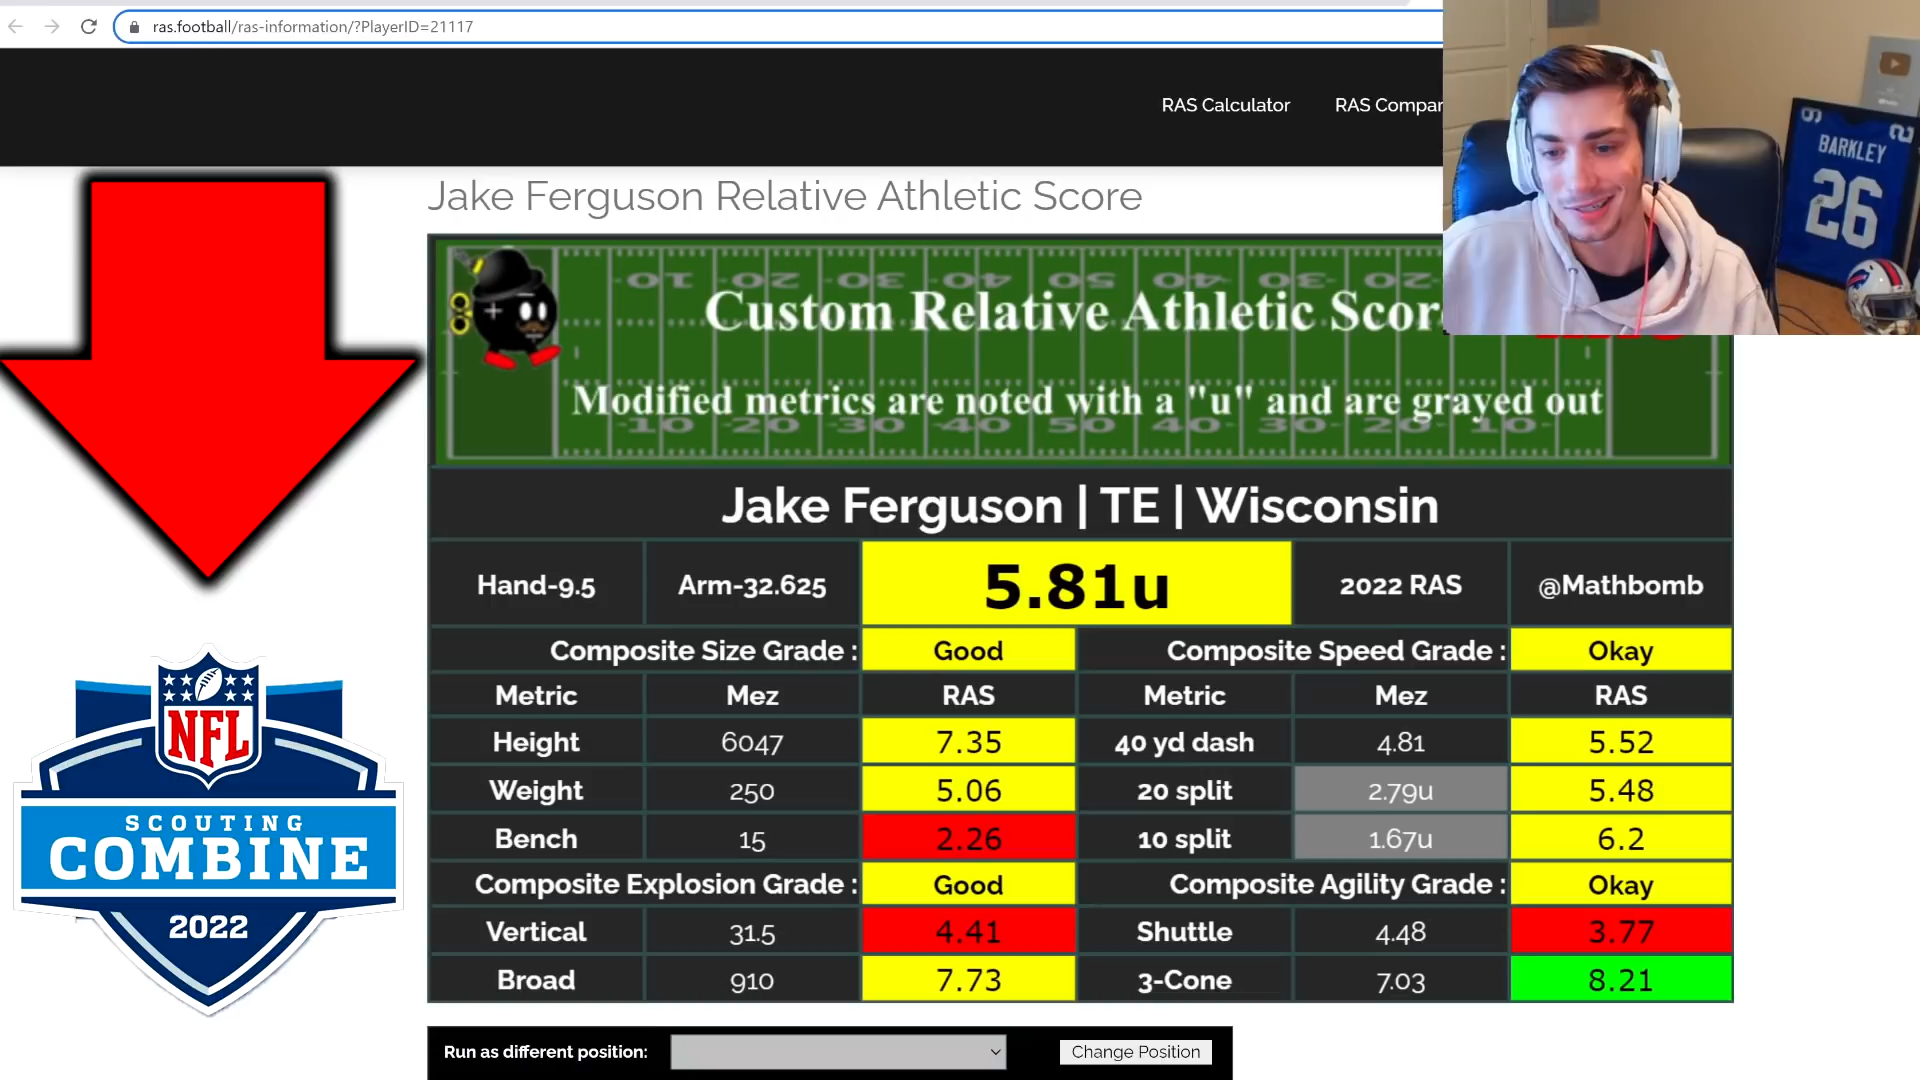 ras.football/ras-information/?PlayerID=21117
RAS Calculator
RAS Compar
BARKLEY
26
Jake Ferguson Relative Athletic Score
Custom Relative Athletic Scor
Modified metrics are noted with a "u" and are grayed out
Jake Ferguson | TE | Wisconsin
Hand-9.5 Arm-32.625 5.81u 2022 RAS @Mathbomb
Composite Size Grade : Good Composite Speed Grade : Okay
Metric Mez RAS Metric Mez RAS
Height 6047 7.35 40 yd dash 4.81 5.52
Weight 250 5.06 20 split 2.79u 5.48
Bench 15 2.26 10 split 1.67u 6.2
Composite Explosion Grade : Good Composite Agility Grade : Okay
Vertical 31.5 4.41 Shuttle 4.48 3.77
Broad 910 7.73 3-Cone 7.03 8.21
Run as different position: Change Position
NFL
SCOUTING
COMBINE
2022